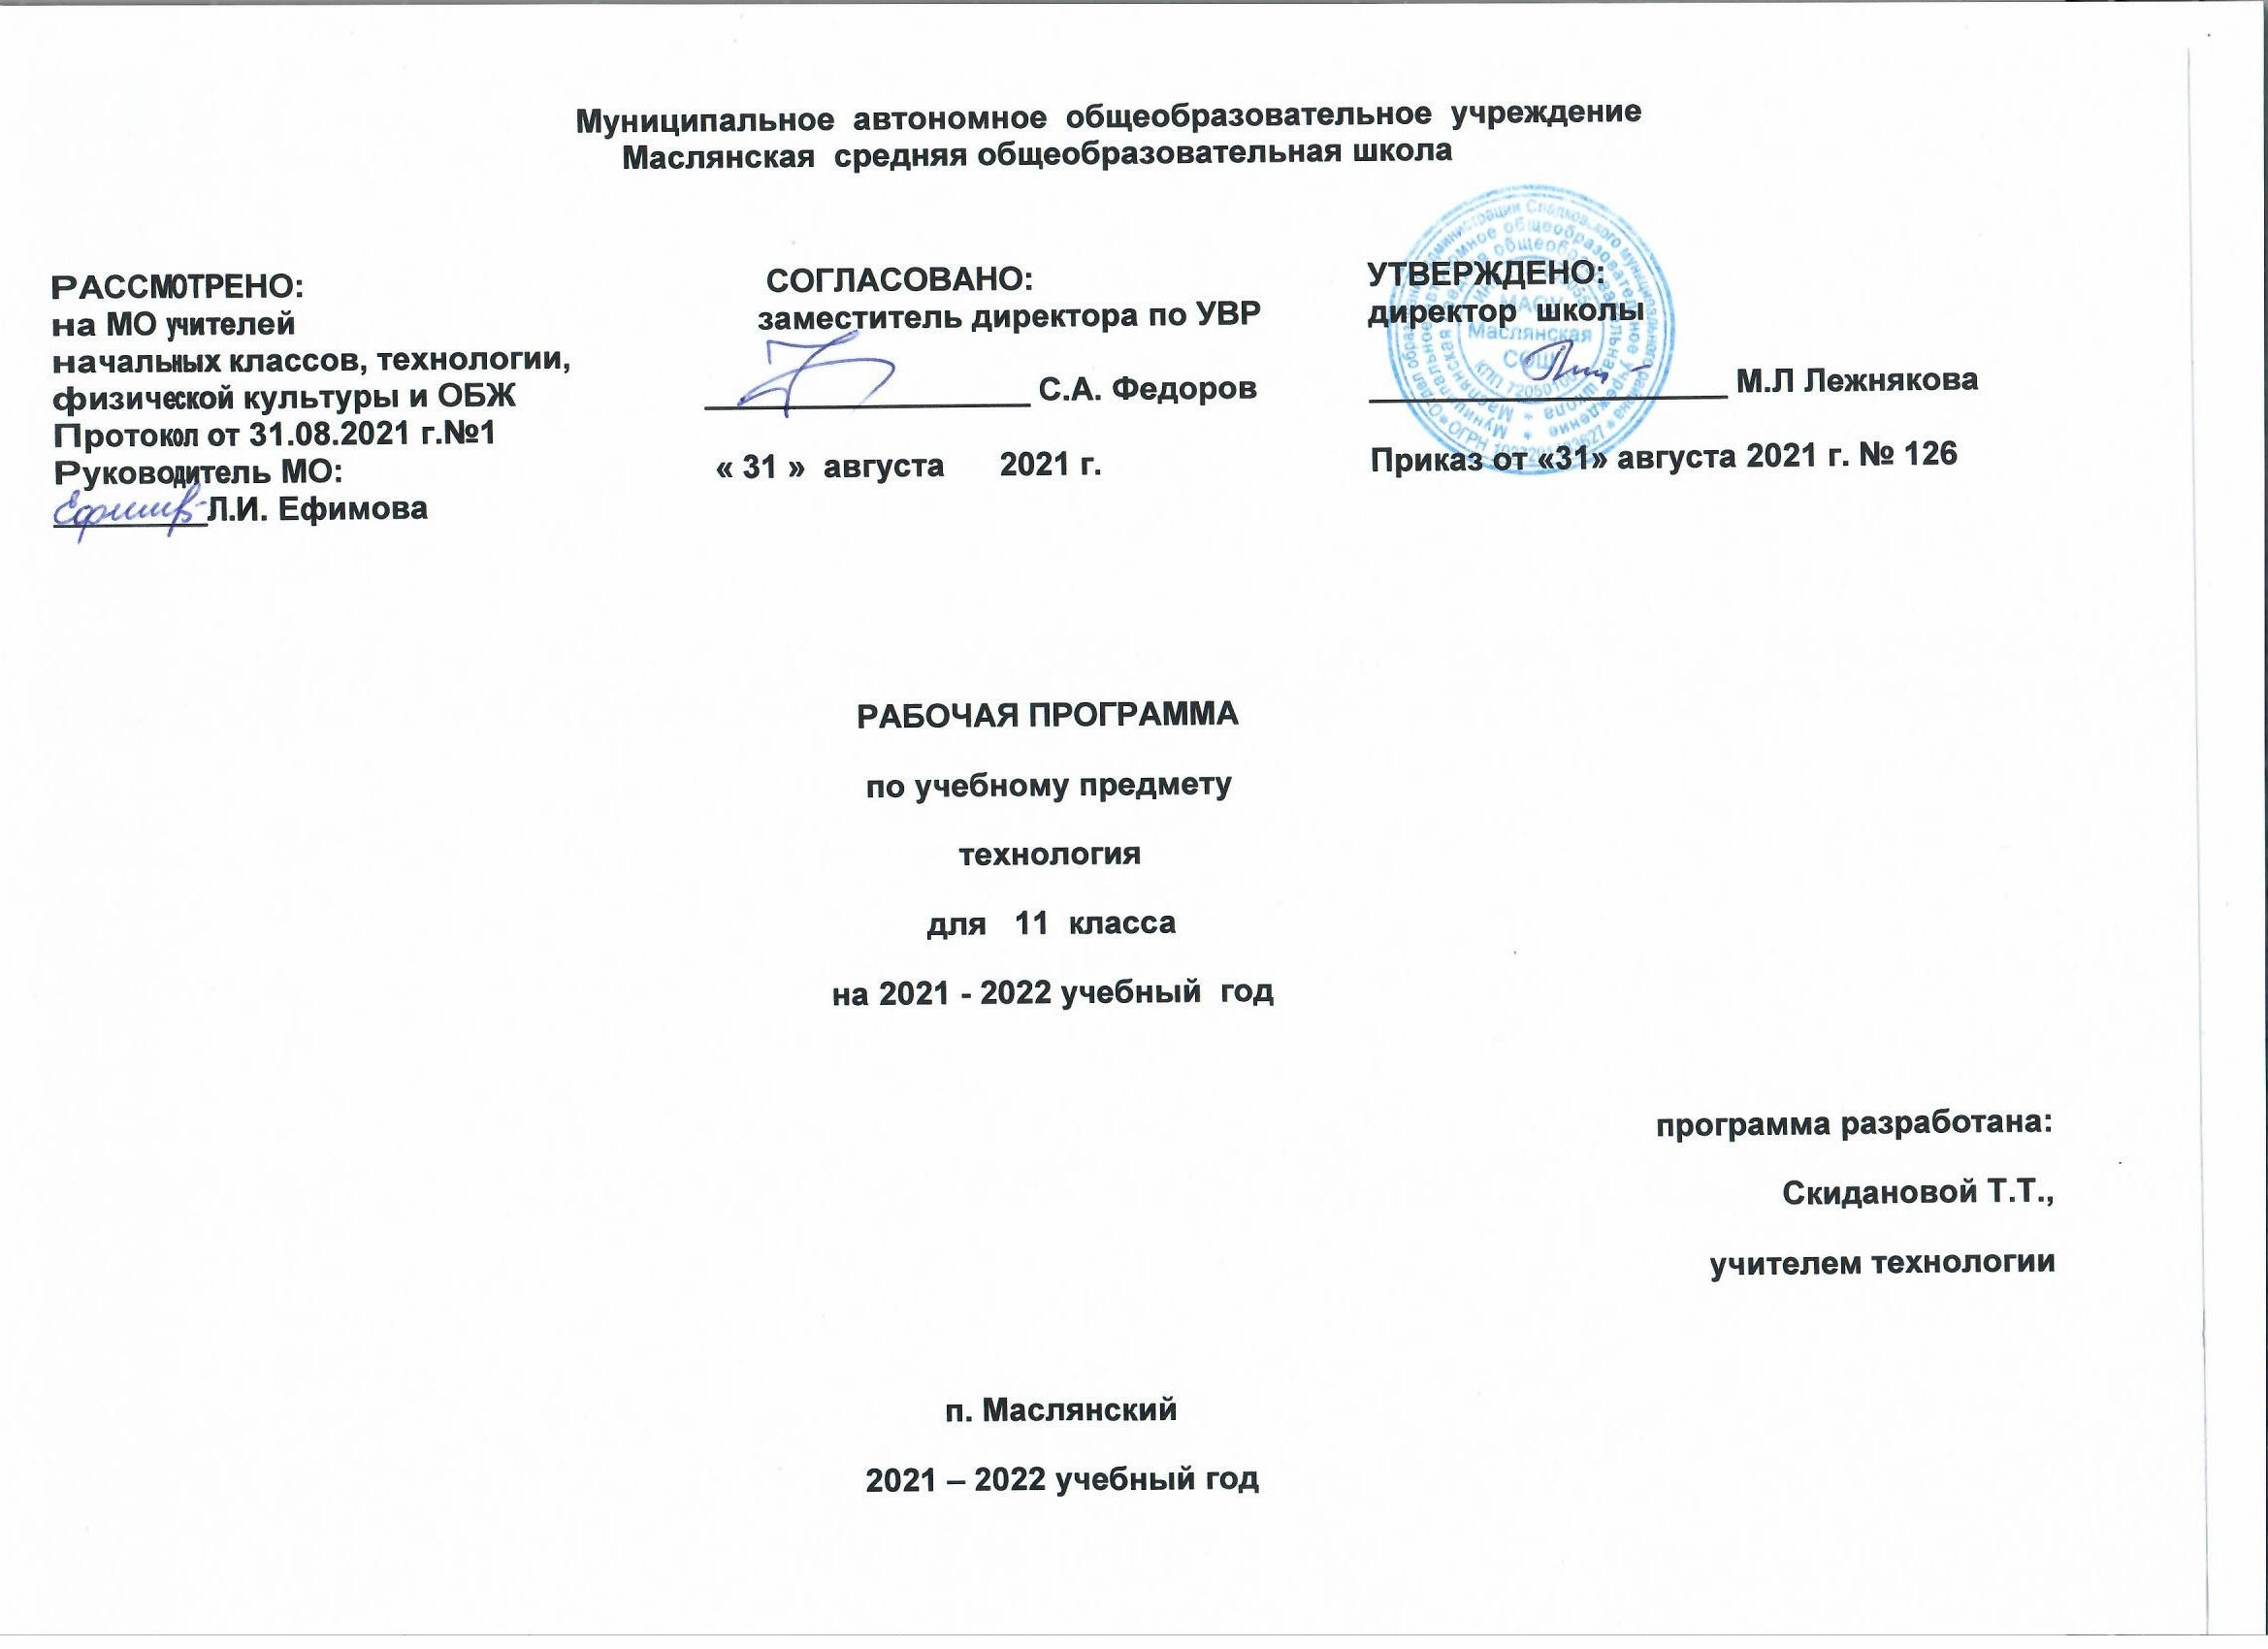 Муниципальное автономное общеобразовательное учреждение
Маслянская средняя общеобразовательная школа
РАССМОТРЕНО:
на МО учителей
начальных классов, технологии,
физической культуры и ОБЖ
Протокол от 31.08.2021 г.№1
Руководитель МО:
Л.И. Ефимова
СОГЛАСОВАНО:
заместитель директора по УВР
С.А. Федоров
« 31 » августа 2021 г.
УТВЕРЖДЕНО:
директор школы
М.Л Лежнякова
Приказ от «31» августа 2021 г. № 126
МАОУ
Маслянская
СОШ
РАБОЧАЯ ПРОГРАММА
по учебному предмету
технология
для 11 класса
на 2021 - 2022 учебный год
программа разработана:
Скидановой Т.Т.,
учителем технологии
п. Маслянский
2021 – 2022 учебный год